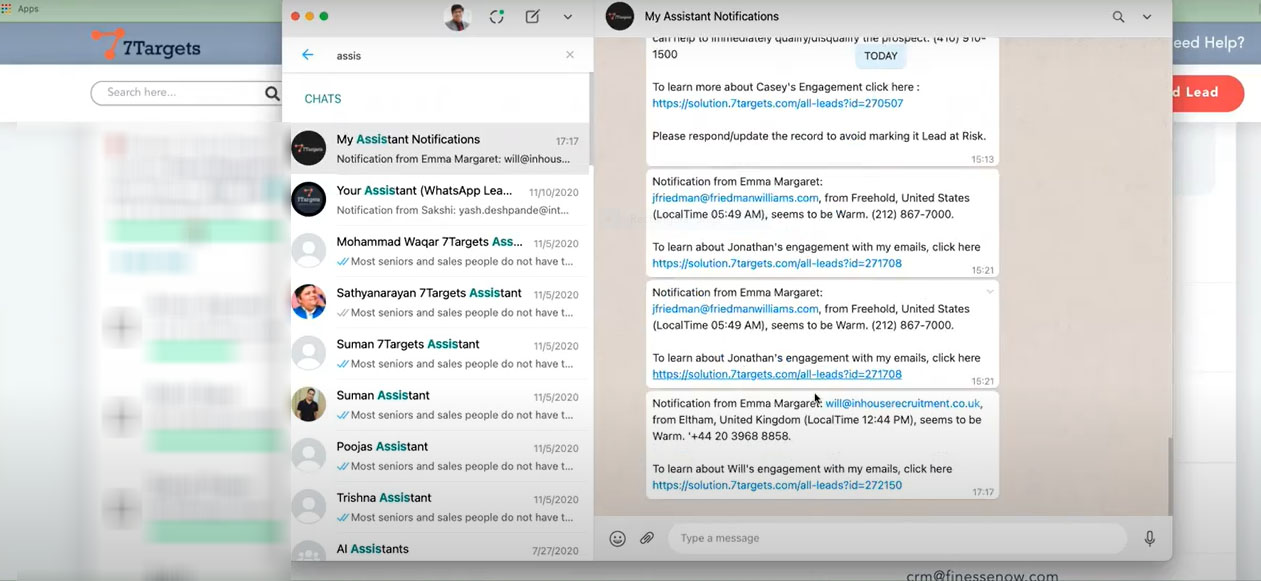 Apps
7Targets
Search here...
eed Help?
d Lead
assis
CHATS
My Assistant Notifications
17:17
Notification from Emma Margaret: will@inhous...
Your Assistant (WhatsApp Lea...
11/10/2020
Notification from Sakshi: yash.deshpande@int...
Mohammad Waqar 7Targets Ass...
11/5/2020
Most seniors and sales people do not have t...
Sathyanarayan 7Targets Assistant
11/5/2020
Most seniors and sales people do not have t...
Suman 7Targets Assistant
11/5/2020
Most seniors and sales people do not have t...
Suman Assistant
11/5/2020
Most seniors and sales people do not have t...
Poojas Assistant
11/5/2020
Most seniors and sales people do not have t...
Trishna Assistant
11/5/2020
Most seniors and sales people do not have t...
AI Assistants
7/27/2020
My Assistant Notifications
can help to immediately qualify/disqualify the prospect. (410) 910-
1500
TODAY
To learn more about Casey's Engagement click here :
https://solution.7targets.com/all-leads?id=270507
Please respond/update the record to avoid marking it Lead at Risk.
15:13
Notification from Emma Margaret:
jfriedman@friedmanwilliams.com, from Freehold, United States
(LocalTime 05:49 AM), seems to be Warm. (212) 867-7000.
To learn about Jonathan's engagement with my emails, click here
https://solution.7targets.com/all-leads?id=271708
15:21
Notification from Emma Margaret:
jfriedman@friedmanwilliams.com, from Freehold, United States
(LocalTime 05:49 AM), seems to be Warm. (212) 867-7000.
To learn about Jonathan's engagement with my emails, click here
https://solution.7targets.com/all-leads?id=271708
15:21
Notification from Emma Margaret: will@inhouserecruitment.co.uk,
from Eltham, United Kingdom (LocalTime 12:44 PM), seems to be
Warm. '+44 20 3968 8858.
To learn about Will's engagement with my emails, click here
https://solution.7targets.com/all-leads?id=272150
17:17
Type a message
crm@finessenow.com